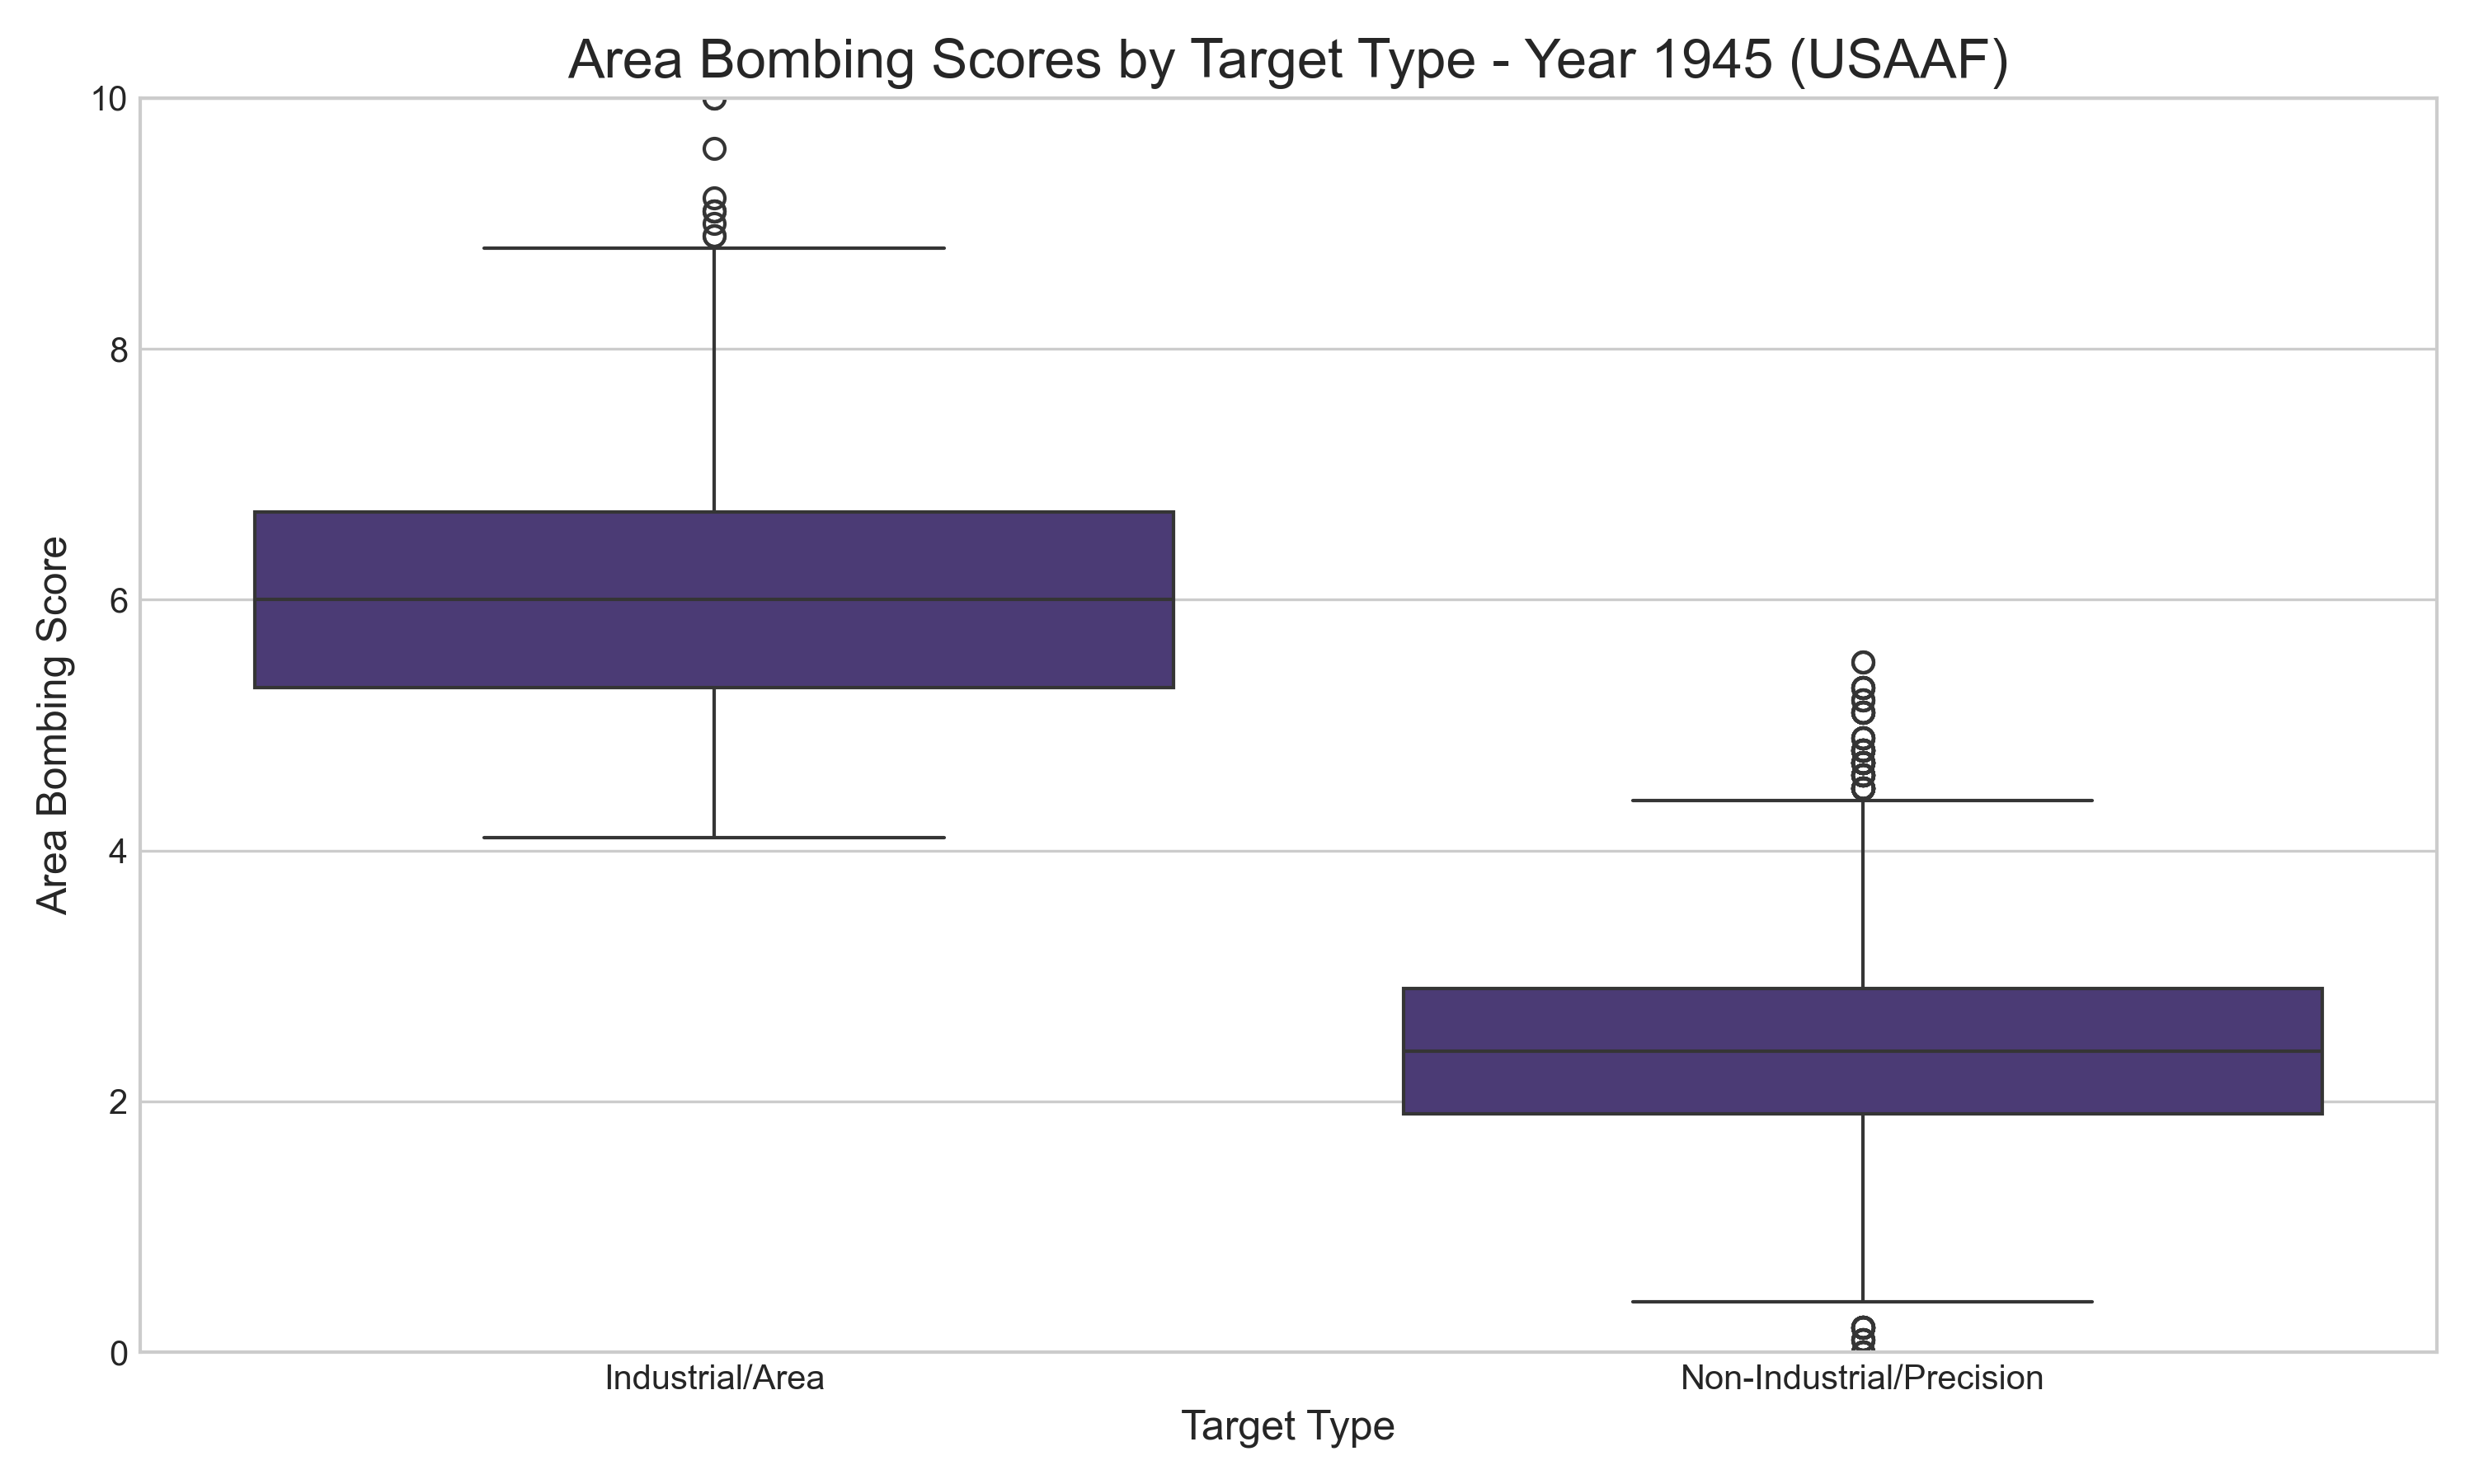 Area Bombing Scores by Target Type - Year 1945 (USAAF)
Area Bombing Score
10
8
6
4
2
0
Industrial/Area
Non-Industrial/Precision
Target Type